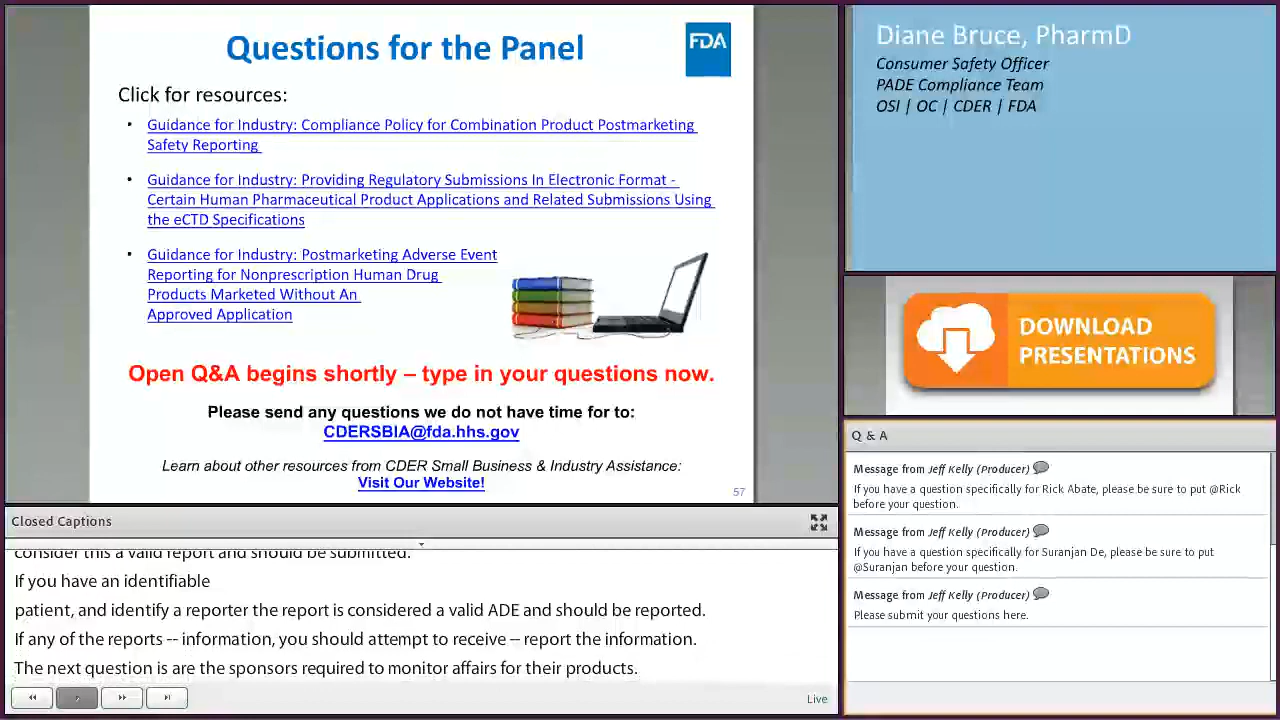 Questions for the Panel
FDA
Click for resources:
• Guidance for Industry: Compliance Policy for Combination Product Postmarketing
Safety Reporting
• Guidance for Industry: Providing Regulatory Submissions In Electronic Format -
Certain Human Pharmaceutical Product Applications and Related Submissions Using
the eCTD Specifications
• Guidance for Industry: Postmarketing Adverse Event
Reporting for Nonprescription Human Drug
Products Marketed Without An
Approved Application
Open Q&A begins shortly – type in your questions now.
Please send any questions we do not have time for to:
CDERSBIA@fda.hhs.gov
Learn about other resources from CDER Small Business & Industry Assistance:
Visit Our Website!
57
Closed Captions
consider this a valid report and should be submitted.
If you have an identifiable
patient, and identify a reporter the report is considered a valid ADE and should be reported.
If any of the reports -- information, you should attempt to receive -- report the information.
The next question is are the sponsors required to monitor affairs for their products.
Live
Diane Bruce, PharmD
Consumer Safety Officer
PADE Compliance Team
OSI | OC | CDER | FDA
DOWNLOAD
PRESENTATIONS
Q & A
Message from Jeff Kelly (Producer)
If you have a question specifically for Rick Abate, please be sure to put @Rick
before your question.
Message from Jeff Kelly (Producer)
If you have a question specifically for Suranjan De, please be sure to put
@Suranjan before your question.
Message from Jeff Kelly (Producer)
Please submit your questions here.